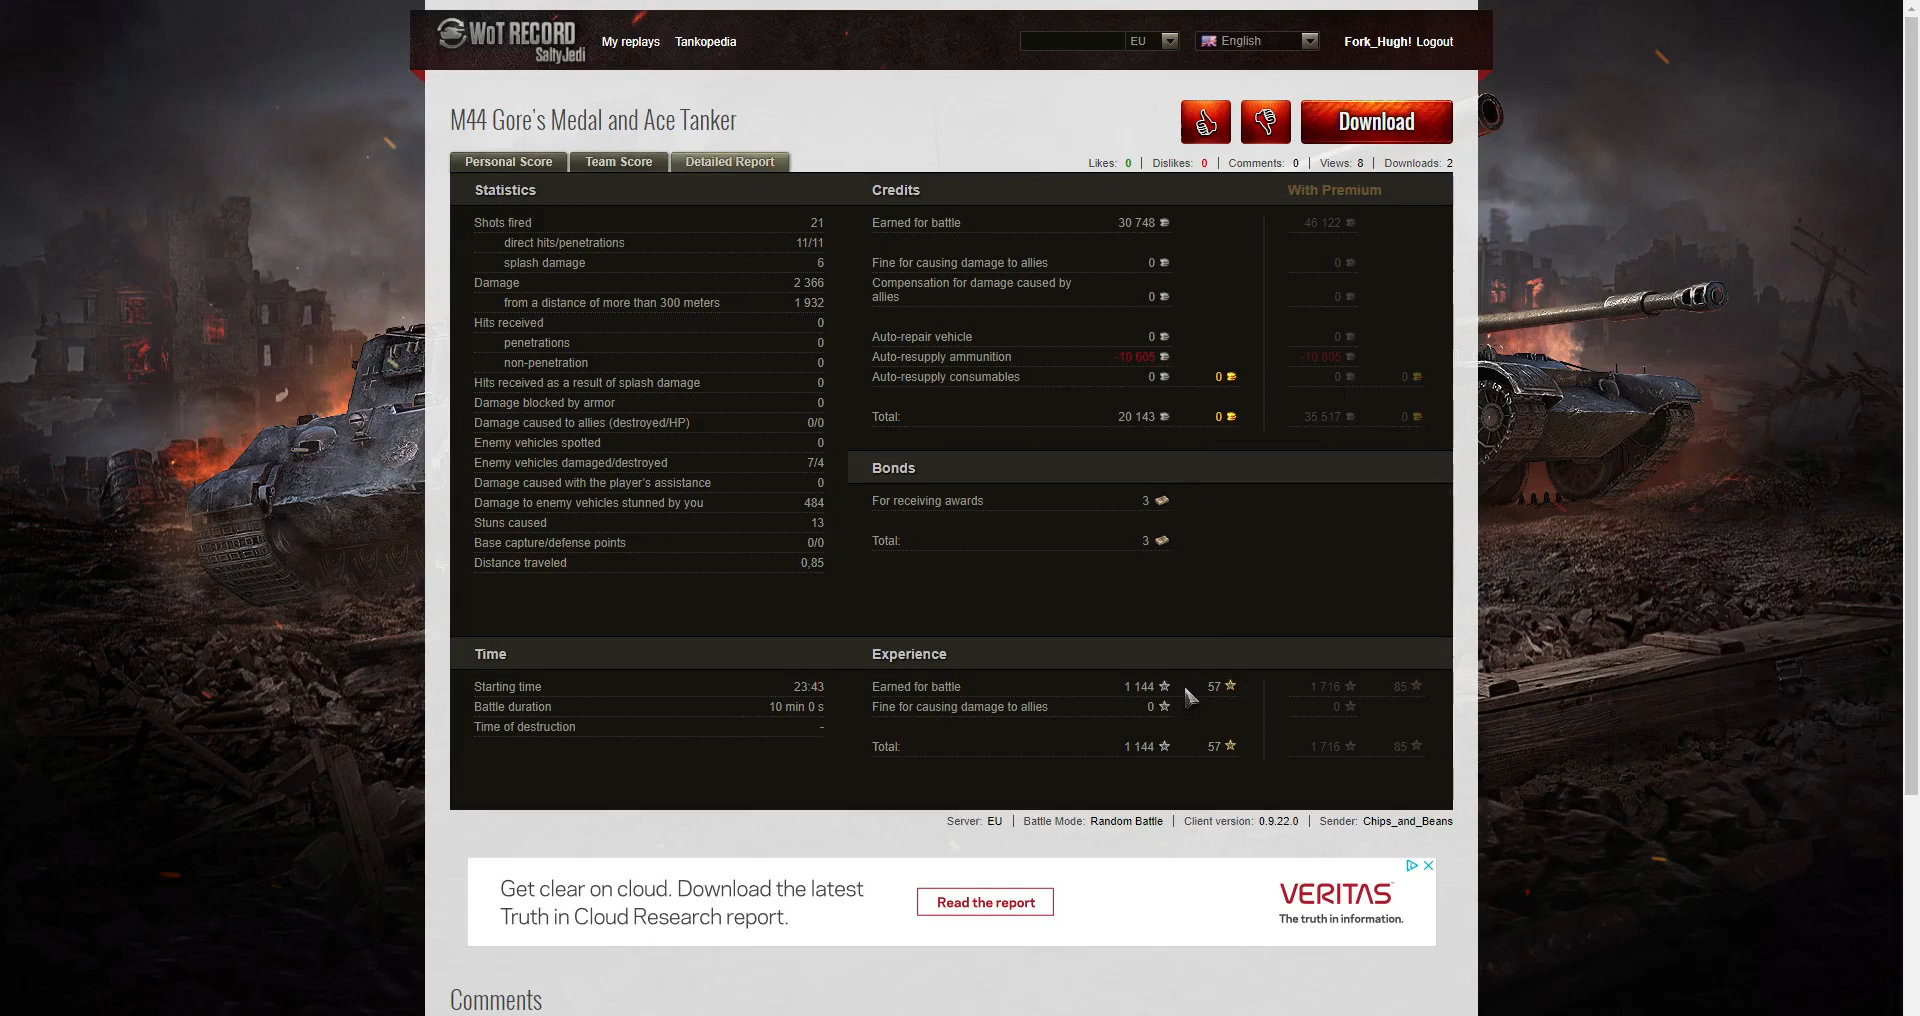 WoT RECORD
SaltyJedi
My replays Tankopedia EU English Fork_Hugh! Logout
M44 Gore's Medal and Ace Tanker
Download
Personal Score Team Score Detailed Report
Likes: 0 | Dislikes: 0 | Comments: 0 | Views: 8 | Downloads: 2
Statistics
Shots fired 21
direct hits/penetrations 11/11
splash damage 6
Damage 2 366
from a distance of more than 300 meters 1 932
Hits received 0
penetrations 0
non-penetration 0
Hits received as a result of splash damage 0
Damage blocked by armor 0
Damage caused to allies (destroyed/HP) 0/0
Enemy vehicles spotted 0
Enemy vehicles damaged/destroyed 7/4
Damage caused with the player's assistance 0
Damage to enemy vehicles stunned by you 484
Stuns caused 13
Base capture/defense points 0/0
Distance traveled 0,85
Credits With Premium
Earned for battle 30 748 46 122
Fine for causing damage to allies 0 0
Compensation for damage caused by
allies 0 0
Auto-repair vehicle 0 0
Auto-resupply ammunition -10 605 -10 605
Auto-resupply consumables 0 0 0 0
Total: 20 143 0 35 517 0
Bonds
For receiving awards 3
Total: 3
Time
Starting time 23:43
Battle duration 10 min 0 s
Time of destruction -
Experience
Earned for battle 1 144 57 1 716 85
Fine for causing damage to allies 0 0
Total: 1 144 57 1 716 85
Server: EU | Battle Mode: Random Battle | Client version: 0.9.22.0 | Sender: Chips_and_Beans
Get clear on cloud. Download the latest
Truth in Cloud Research report.
Read the report
VERITAS
The truth in information.
Comments